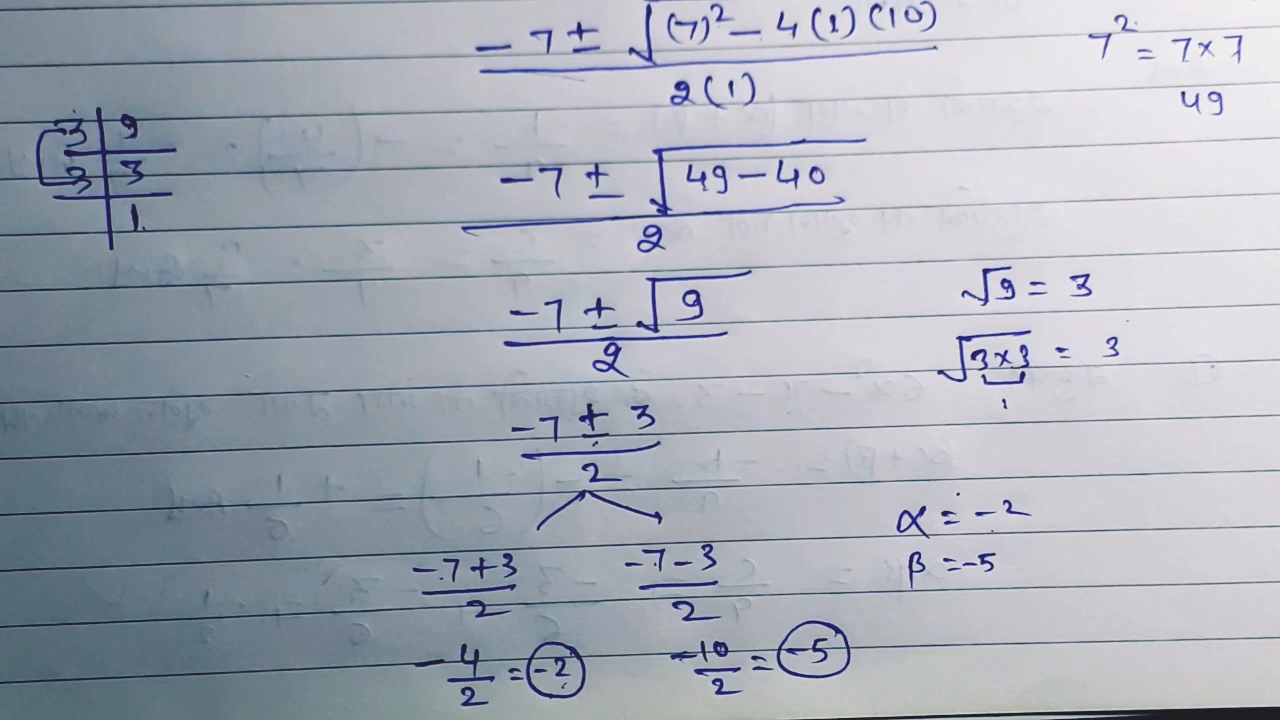 -7 ± √(7)² - 4(1)(10)
2(1)
7² = 7×7
49
3 | 9
3 | 3
1
-7 ± √49-40
2
-7 ± √9
2
√9 = 3
√3×3 = 3
-7 ± 3
2
α = -2
β = -5
-7+3
2
-7-3
2
-4/2 = -2
-10/2 = -5